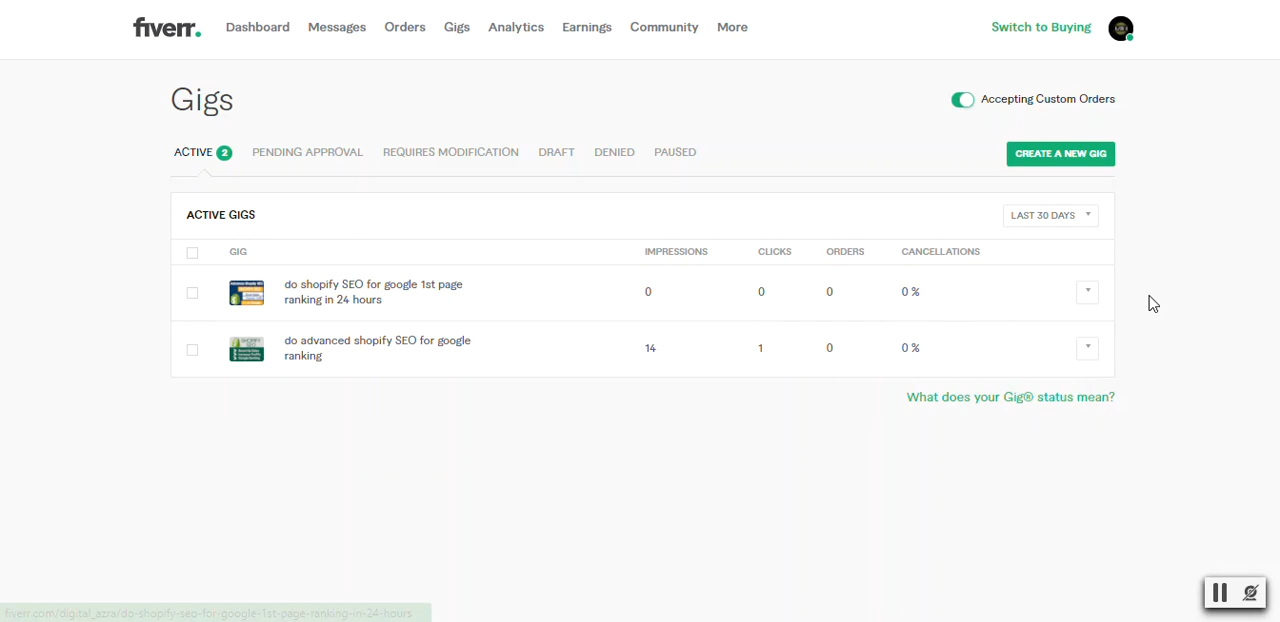 fiverr.
Dashboard Messages Orders Gigs Analytics Earnings Community More
Switch to Buying
Gigs
Accepting Custom Orders
ACTIVE 2 PENDING APPROVAL REQUIRES MODIFICATION DRAFT DENIED PAUSED
CREATE A NEW GIG
ACTIVE GIGS
LAST 30 DAYS
GIG IMPRESSIONS CLICKS ORDERS CANCELLATIONS
do shopify SEO for google 1st page
ranking in 24 hours
0 0 0 0 %
do advanced shopify SEO for google
ranking
14 1 0 0 %
What does your Gig® status mean?
fiverr.com/digital_azra/do-shopify-seo-for-google-1st-page-ranking-in-24-hours